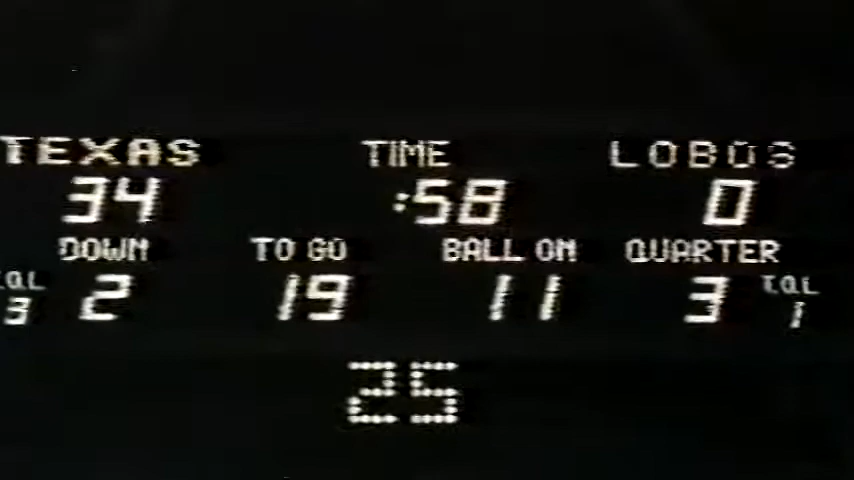 TEXAS TIME LOBOS
34 :58 0
DOWN TO GO BALL ON QUARTER
T.O.L 3 2 19 11 3 T.O.L 1
25